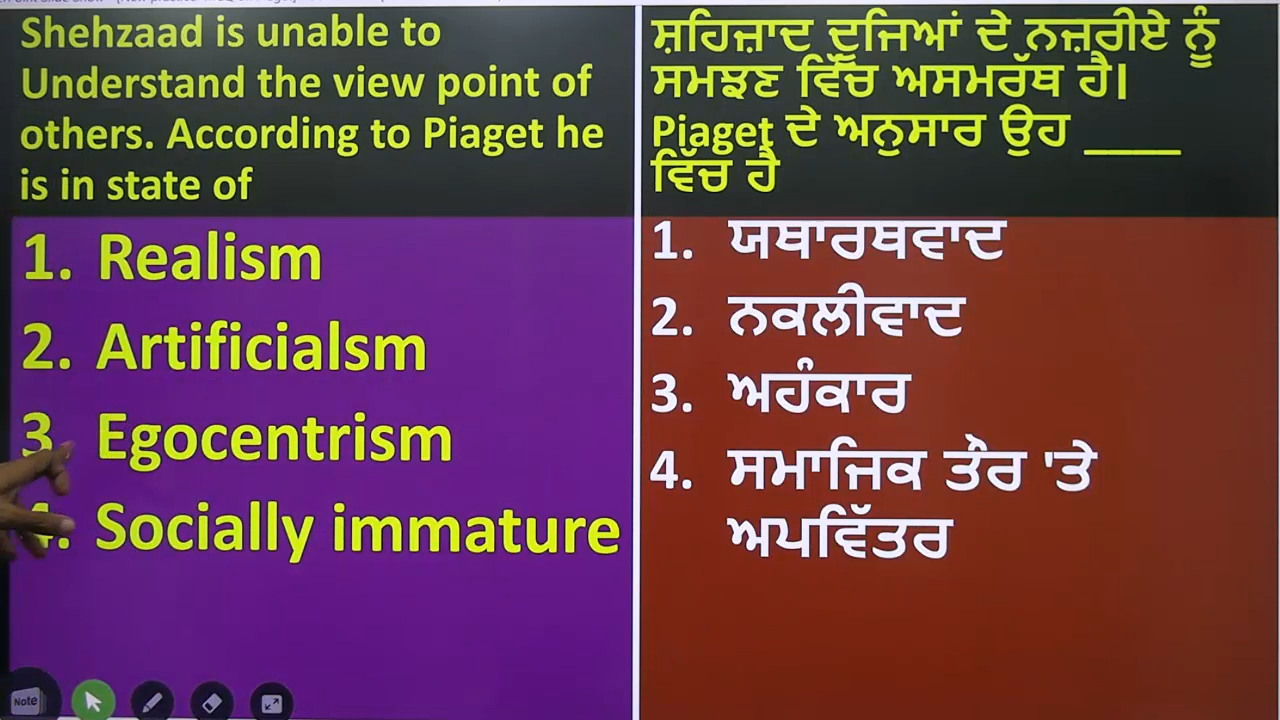 Shehzaad is unable to
Understand the view point of
others. According to Piaget he
is in state of
1. Realism
2. Artificialsm
3. Egocentrism
4. Socially immature
ਸ਼ਹਿਜ਼ਾਦ ਦੂਜਿਆਂ ਦੇ ਨਜ਼ਰੀਏ ਨੂੰ
ਸਮਝਣ ਵਿੱਚ ਅਸਮਰੱਥ ਹੈ।
Piaget ਦੇ ਅਨੁਸਾਰ ਉਹ ____
ਵਿੱਚ ਹੈ
1. ਯਥਾਰਥਵਾਦ
2. ਨਕਲੀਵਾਦ
3. ਅਹੰਕਾਰ
4. ਸਮਾਜਿਕ ਤੌਰ 'ਤੇ
ਅਪਵਿੱਤਰ
Note